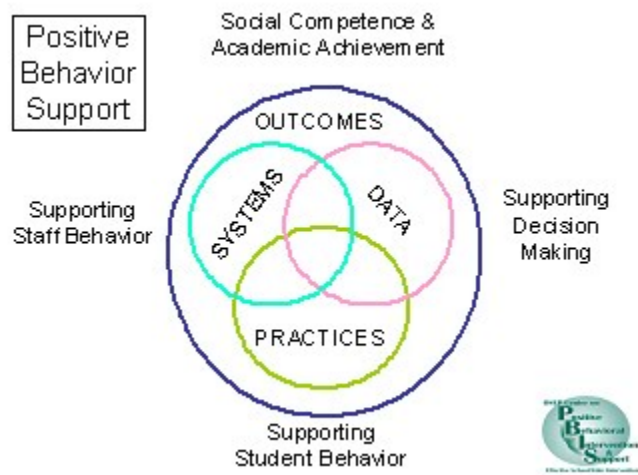 Positive
Behavior
Support
Social Competence &
Academic Achievement
OUTCOMES
SYSTEMS
DATA
Supporting
Staff Behavior
Supporting
Decision
Making
PRACTICES
Supporting
Student Behavior
Positive
Behavioral
Interventions
&
Support